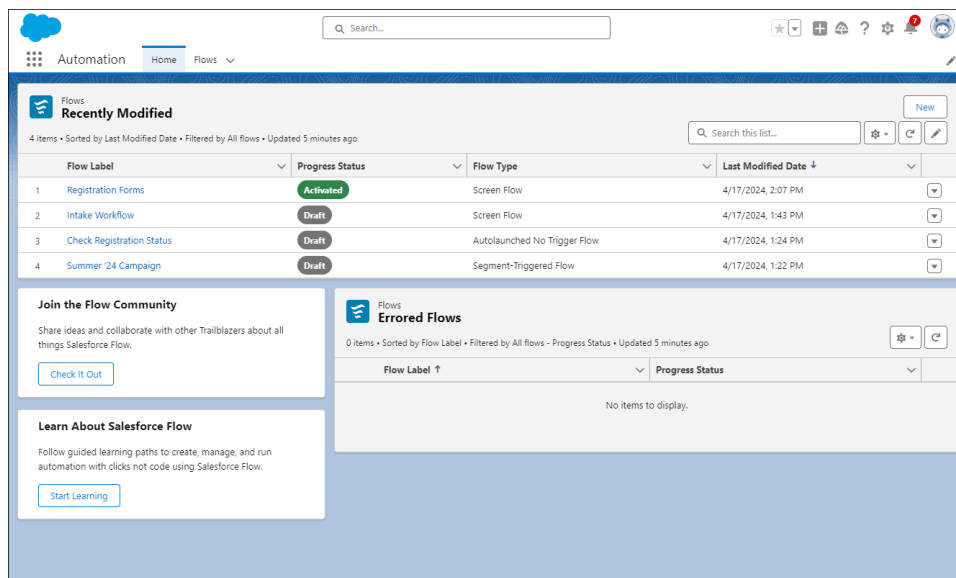 Search...
7
Automation
Home
Flows
Flows
Recently Modified
New
4 items • Sorted by Last Modified Date • Filtered by All flows • Updated 5 minutes ago
Search this list...
Flow Label Progress Status Flow Type Last Modified Date
1 Registration Forms Activated Screen Flow 4/17/2024, 2:07 PM
2 Intake Workflow Draft Screen Flow 4/17/2024, 1:43 PM
3 Check Registration Status Draft Autolaunched No Trigger Flow 4/17/2024, 1:24 PM
4 Summer '24 Campaign Draft Segment-Triggered Flow 4/17/2024, 1:22 PM
Join the Flow Community
Share ideas and collaborate with other Trailblazers about all
things Salesforce Flow.
Check It Out
Learn About Salesforce Flow
Follow guided learning paths to create, manage, and run
automation with clicks not code using Salesforce Flow.
Start Learning
Flows
Errored Flows
0 items • Sorted by Flow Label • Filtered by All flows - Progress Status • Updated 5 minutes ago
Flow Label Progress Status
No items to display.